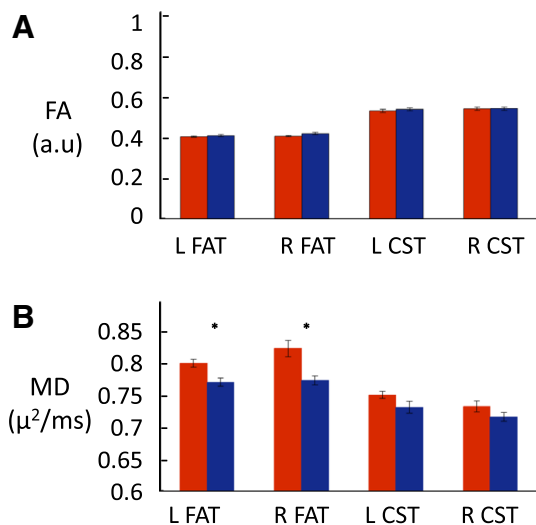 A
1
0.8
0.6
0.4
0.2
0
FA
(a.u)
L FAT R FAT L CST R CST
B
0.85
0.8
0.75
0.7
0.65
0.6
MD
(µ²/ms)
* *
L FAT R FAT L CST R CST